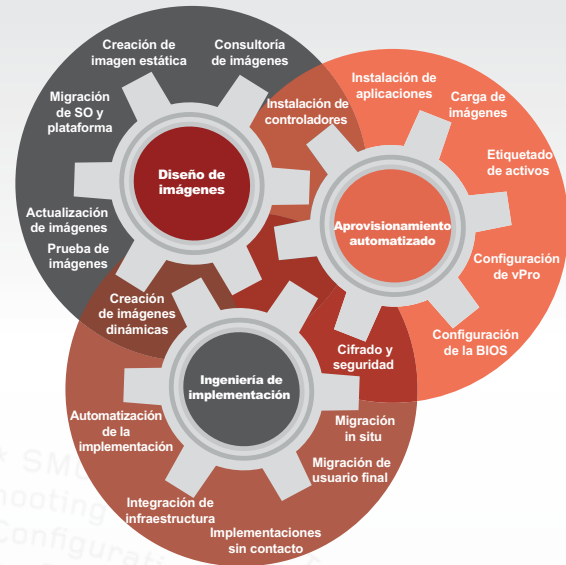 Creación de
imagen estática
Consultoría
de imágenes
Migración
de SO y
plataforma
Diseño de
imágenes
Actualización
de imágenes
Prueba de
imágenes
Creación
de imágenes
dinámicas
Instalación de
controladores
Instalación de
aplicaciones
Carga de
imágenes
Etiquetado
de activos
Aprovisionamiento
automatizado
Configuración
de vPro
Configuración
de la BIOS
Cifrado y
seguridad
Ingeniería de
implementación
Automatización
de la
implementación
Migración
in situ
Migración de
usuario final
Integración de
infraestructura
Implementaciones
sin contacto